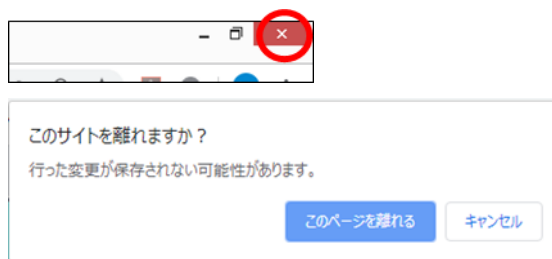 このサイトを離れますか？
行った変更が保存されない可能性があります。
このページを離れる
キャンセル